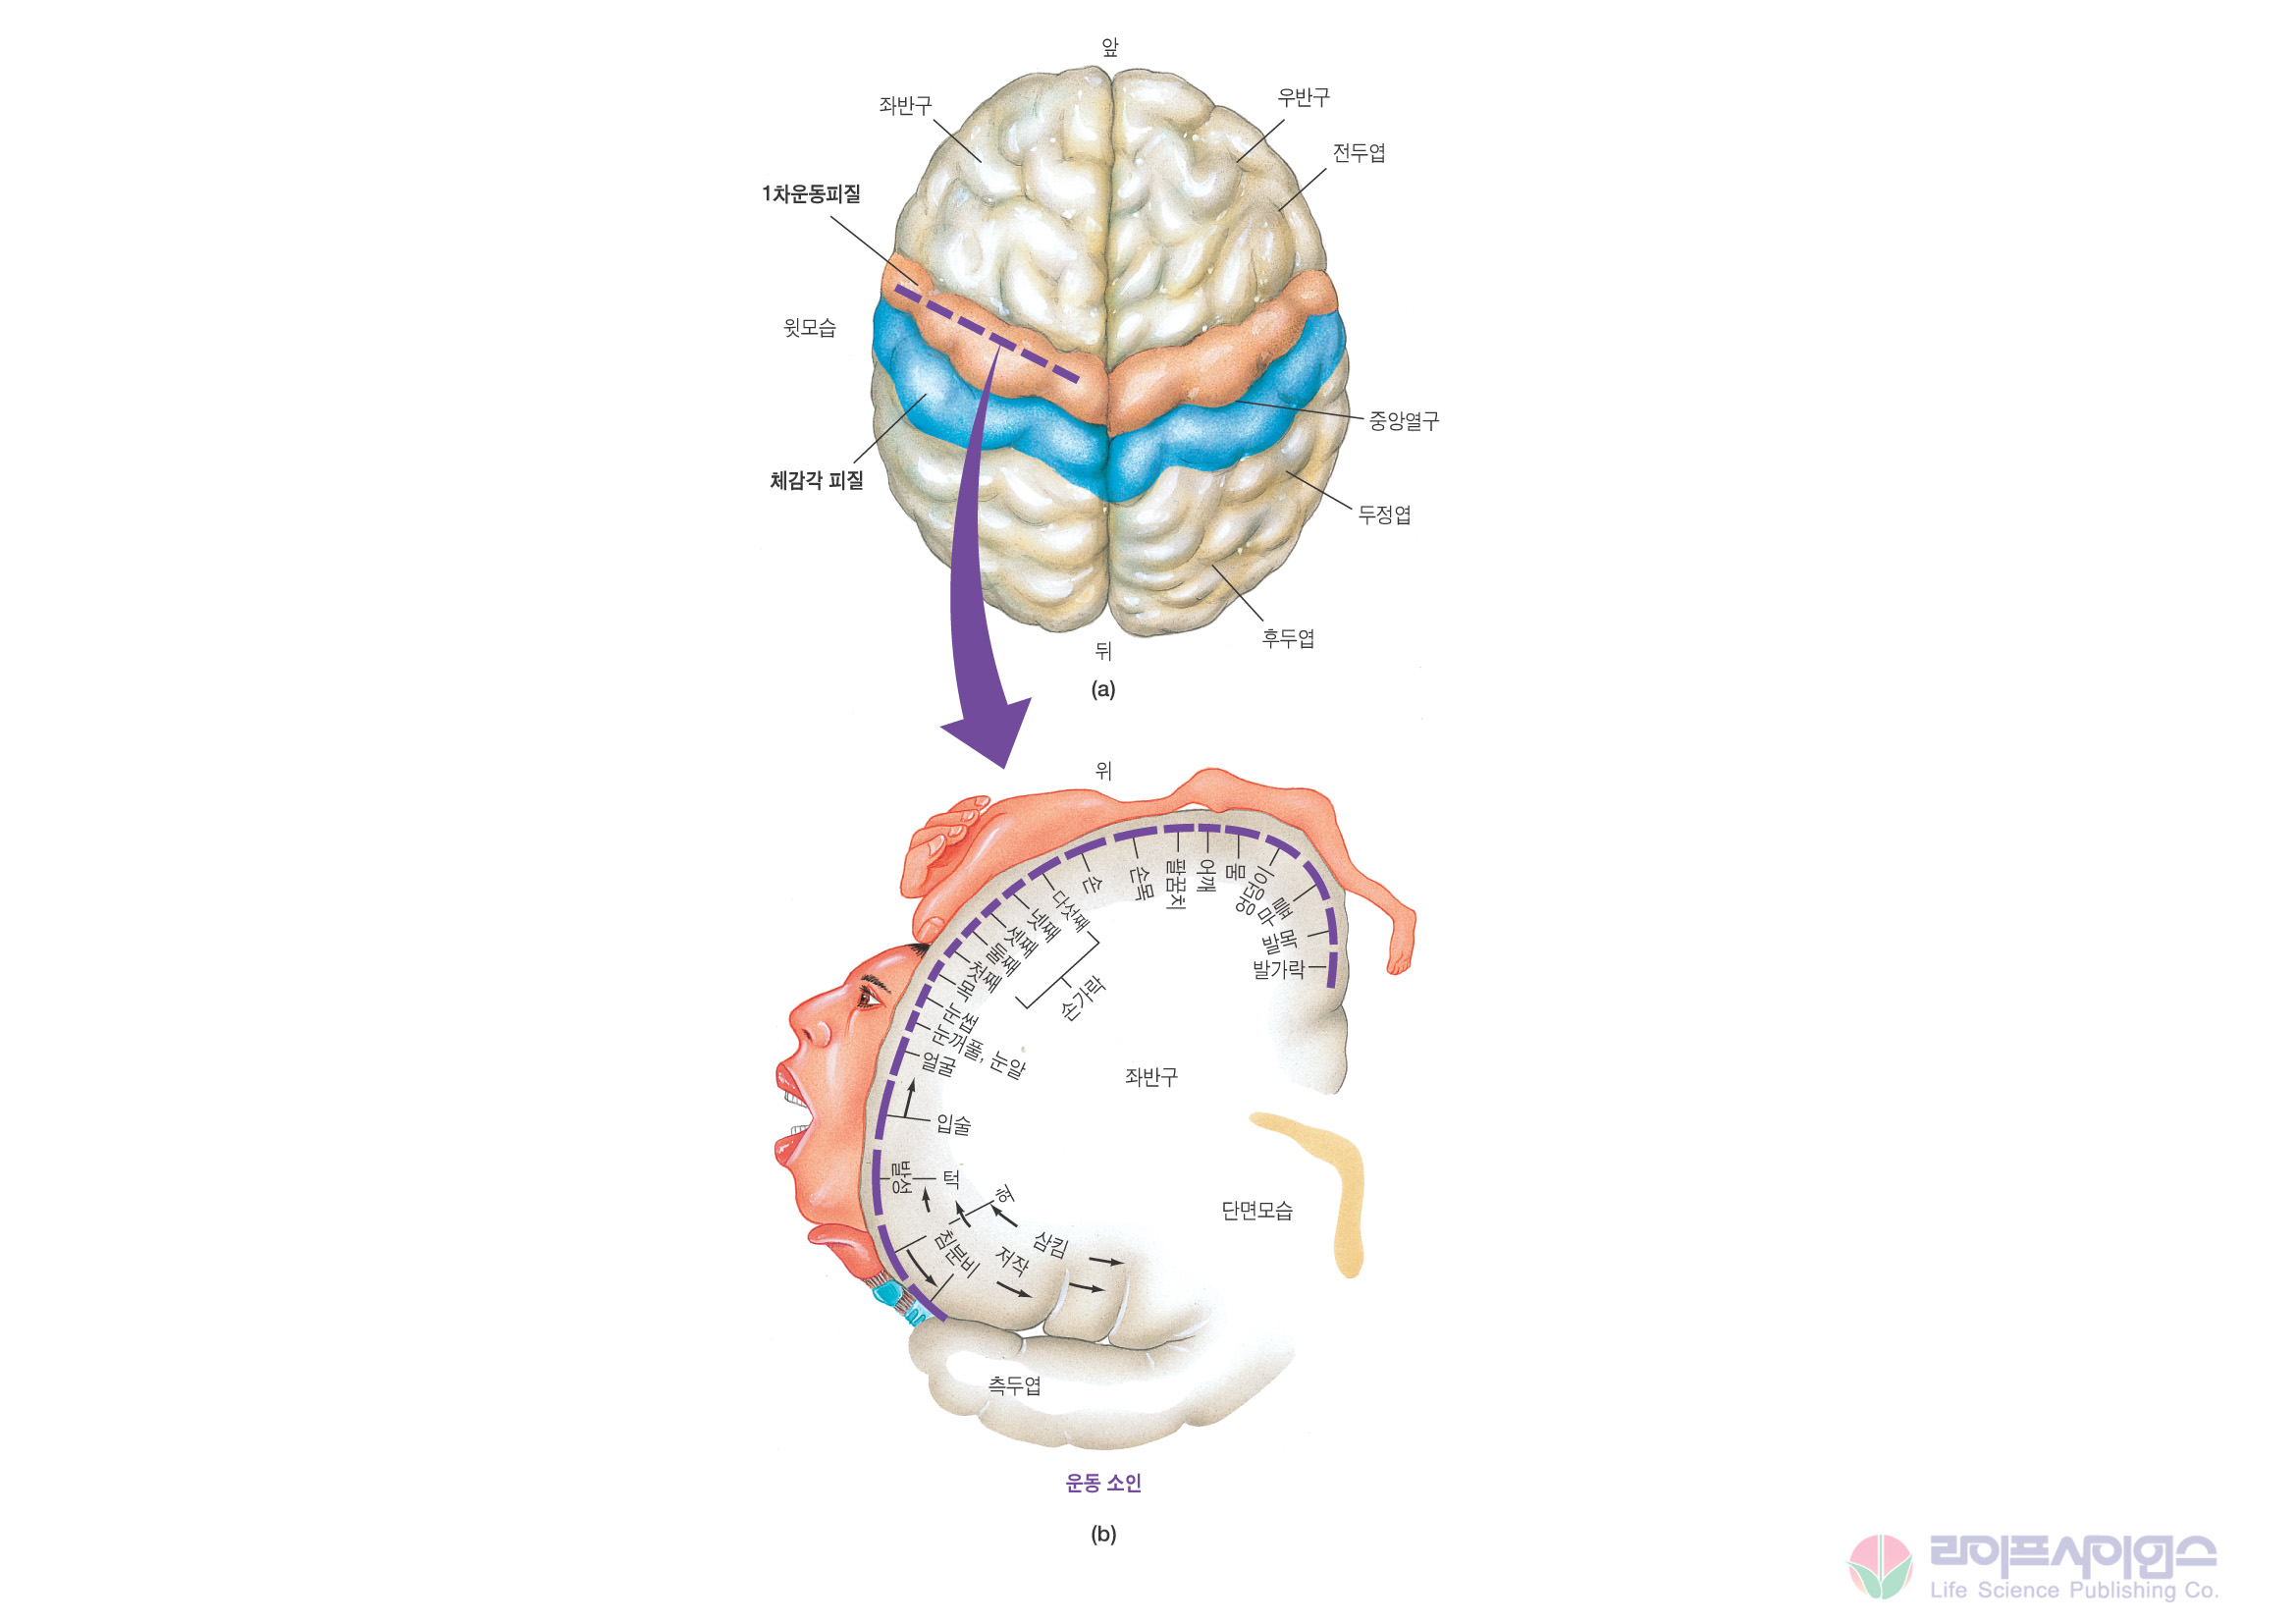 앞
좌반구
우반구
전두엽
1차운동피질
윗모습
중앙열구
체감각 피질
두정엽
후두엽
뒤
(a)
위
손
손목
팔꿈치
어깨
몸
엉덩이
무릎
발목
발가락
다섯째
넷째
셋째
둘째
첫째
손가락
목
눈썹
눈꺼풀, 눈알
얼굴
입술
좌반구
발성
턱
혀
단면모습
침분비
저작
삼킴
측두엽
운동 소인
(b)
라이프사이언스
Life Science Publishing Co.